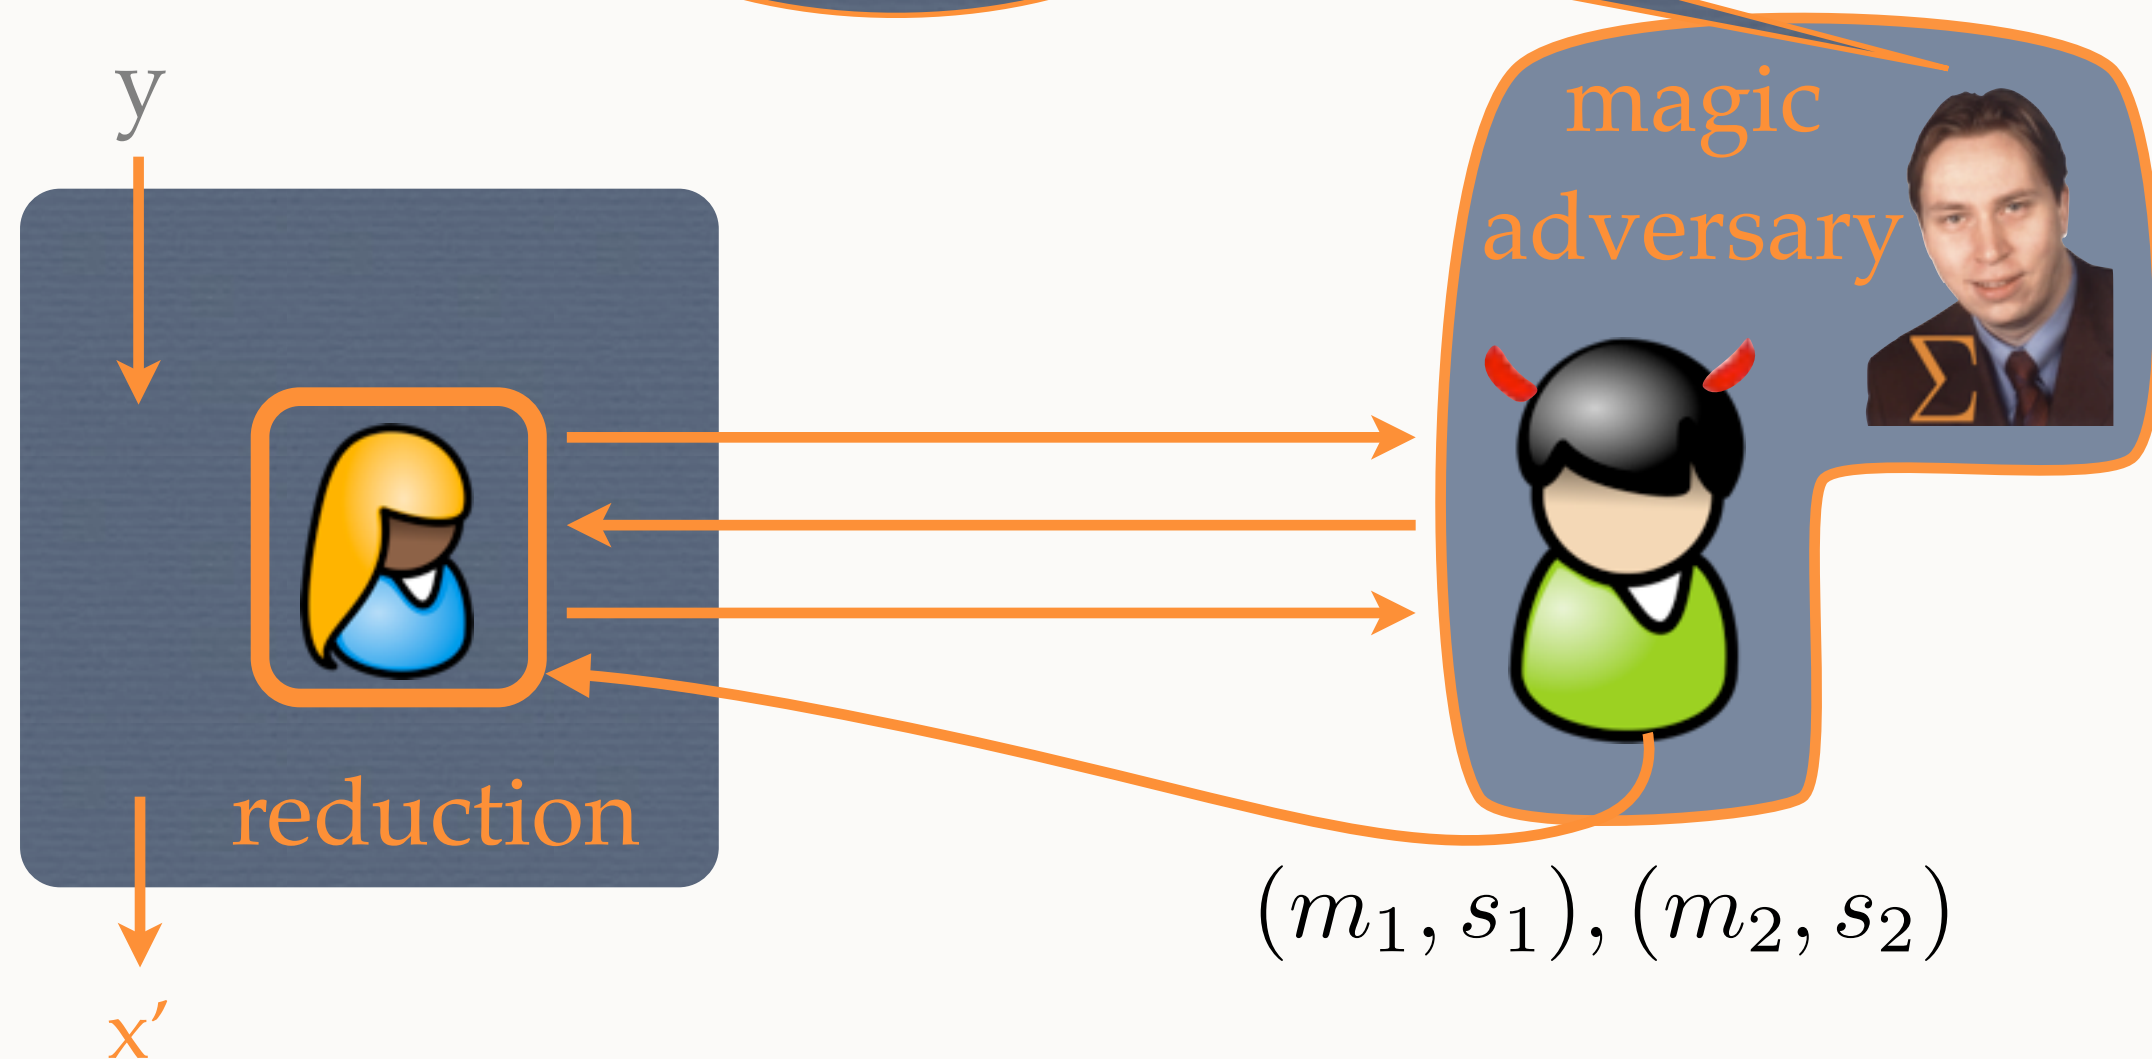 y
magic
adversary
Σ
reduction
(m₁, s₁), (m₂, s₂)
x′